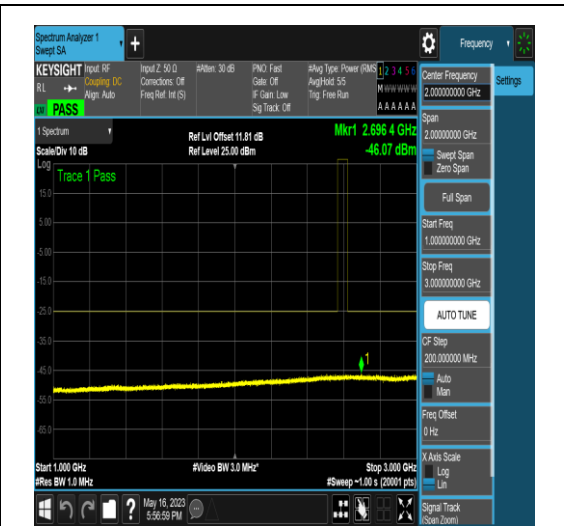 Spectrum Analyzer 1
Swept SA
+
Frequency
KEYSIGHT Input: RF
RL Coupling: DC
Align: Auto
PASS
Input Z: 50 Ω
Corrections: Off
Freq Ref: Int (S)
#Atten: 30 dB
PNO: Fast
Gate: Off
IF Gain: Low
Sig Track: Off
#Avg Type: Power (RMS
Avg|Hold: 5/5
Trig: Free Run
1 2 3 4 5 6
M W W W W W
A A A A A A
Center Frequency
2.000000000 GHz
Settings
Span
2.00000000 GHz
Swept Span
Zero Span
Full Span
Start Freq
1.000000000 GHz
Stop Freq
3.000000000 GHz
AUTO TUNE
CF Step
200.000000 MHz
Auto
Man
Freq Offset
0 Hz
X Axis Scale
Log
Lin
Signal Track
(Span Zoom)
1 Spectrum
Scale/Div 10 dB
Ref Lvl Offset 11.81 dB
Ref Level 25.00 dBm
Mkr1 2.696 4 GHz
-46.07 dBm
Log
Trace 1 Pass
15.0
5.00
-5.00
-15.0
-25.0
-35.0
-45.0
-55.0
-65.0
1
Start 1.000 GHz
#Res BW 1.0 MHz
#Video BW 3.0 MHz*
Stop 3.000 GHz
#Sweep ~1.00 s (20001 pts)
?
May 16, 2023
5:56:59 PM